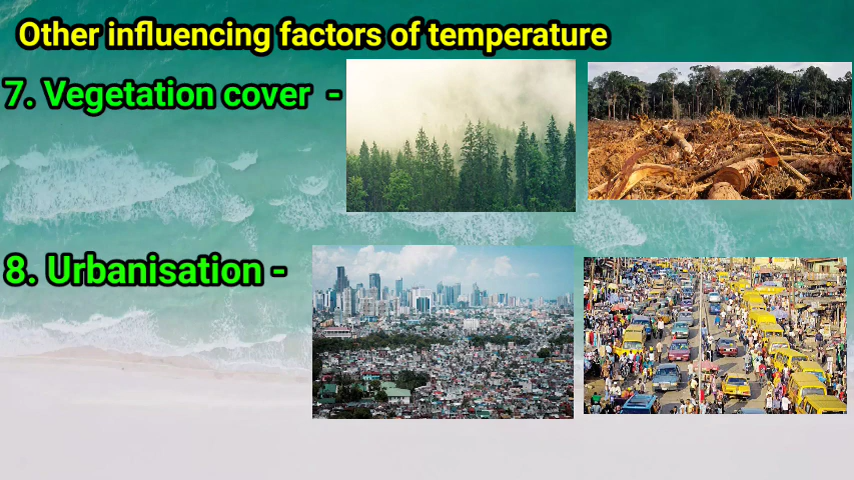 Other influencing factors of temperature
7. Vegetation cover -
8. Urbanisation -